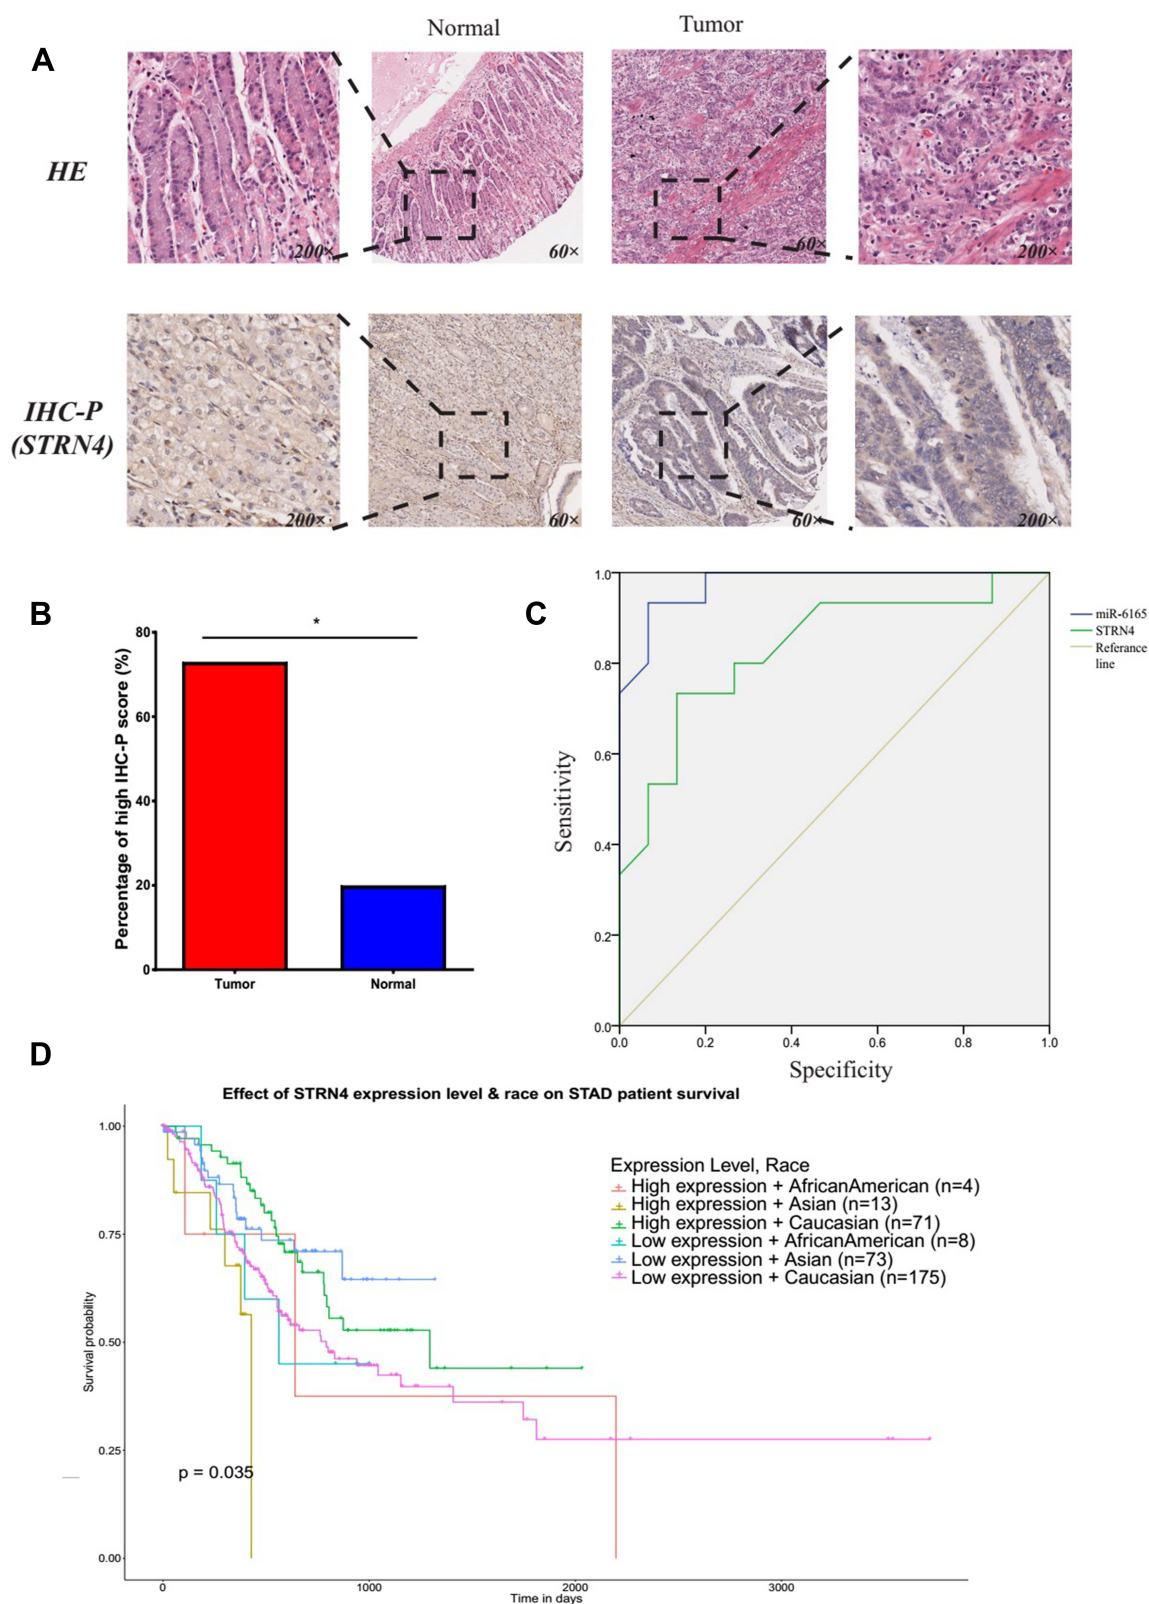 Normal
Tumor
A
HE
200×
60×
60×
200×
IHC-P
(STRN4)
200×
60×
60×
200×
B
Percentage of high IHC-P score (%)
80
60
40
20
0
*
Tumor
Normal
C
Sensitivity
1.0
0.8
0.6
0.4
0.2
0.0
0.0
0.2
0.4
0.6
0.8
1.0
Specificity
miR-6165
STRN4
Referance
line
D
Effect of STRN4 expression level & race on STAD patient survival
Survival probability
1.00
0.75
0.50
0.25
0.00
p = 0.035
0
1000
2000
3000
Time in days
Expression Level, Race
High expression + AfricanAmerican (n=4)
High expression + Asian (n=13)
High expression + Caucasian (n=71)
Low expression + AfricanAmerican (n=8)
Low expression + Asian (n=73)
Low expression + Caucasian (n=175)